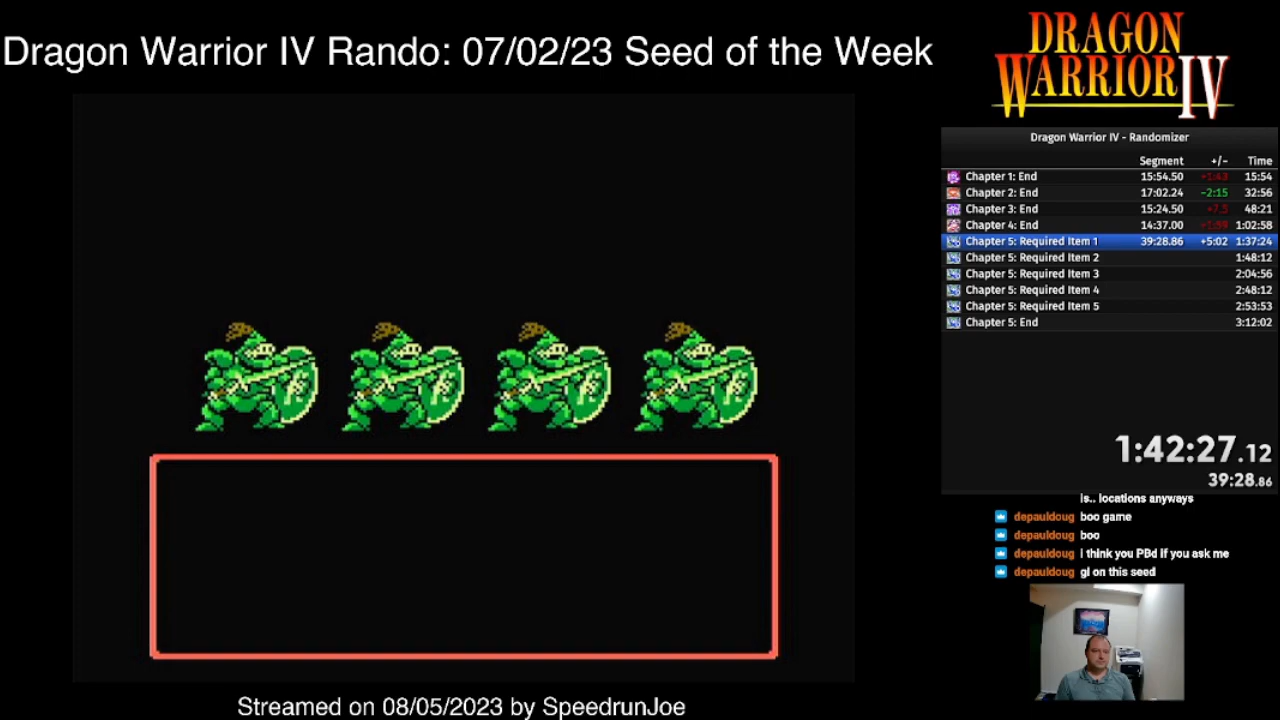 Dragon Warrior IV Rando: 07/02/23 Seed of the Week
DRAGON
WARRIOR IV
Dragon Warrior IV - Randomizer
Segment +/- Time
Chapter 1: End 15:54.50 +1:43 15:54
Chapter 2: End 17:02.24 -2:15 32:56
Chapter 3: End 15:24.50 +7.5 48:21
Chapter 4: End 14:37.00 +1:59 1:02:58
Chapter 5: Required Item 1 39:28.86 +5:02 1:37:24
Chapter 5: Required Item 2 1:48:12
Chapter 5: Required Item 3 2:04:56
Chapter 5: Required Item 4 2:48:12
Chapter 5: Required Item 5 2:53:53
Chapter 5: End 3:12:02
1:42:27.12
39:28.86
is.. locations anyways
depauldoug boo game
depauldoug boo
depauldoug i think you PBd if you ask me
depauldoug gl on this seed
Streamed on 08/05/2023 by SpeedrunJoe